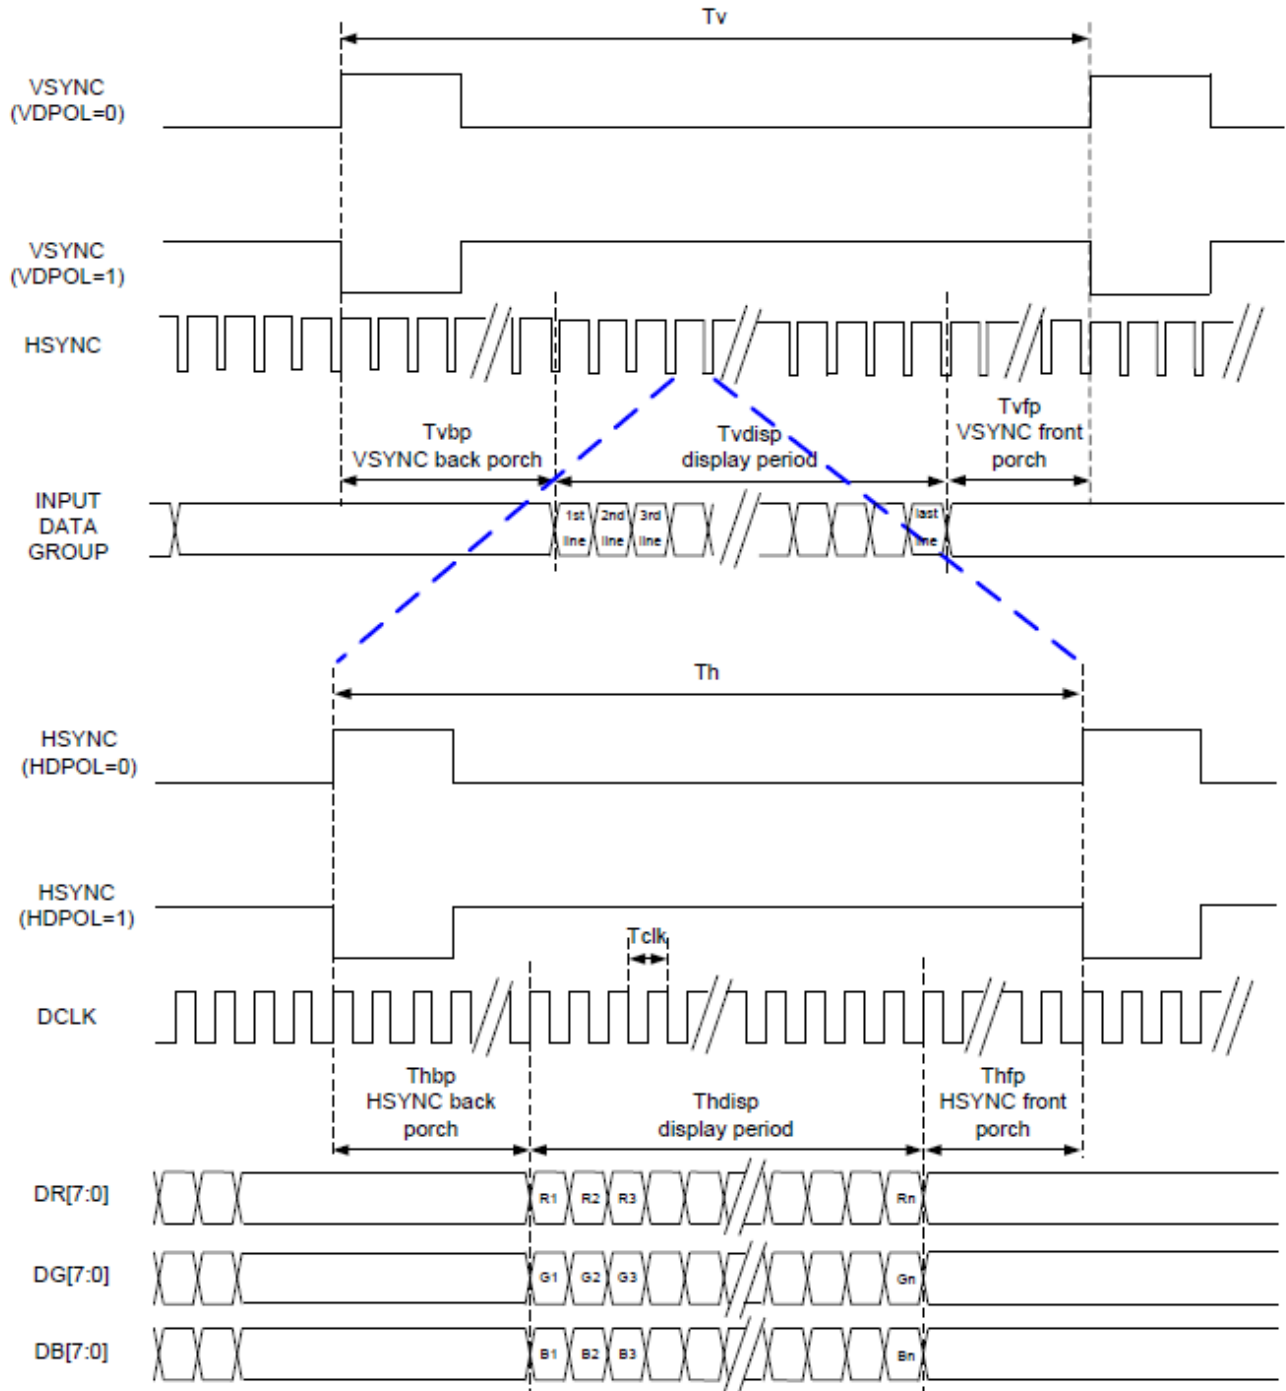 Tv
VSYNC
(VDPOL=0)
VSYNC
(VDPOL=1)
HSYNC
Tvbp
VSYNC back porch
Tvdisp
display period
Tvfp
VSYNC front
porch
INPUT
DATA
GROUP
1st
line
2nd
line
3rd
line
last
line
Th
HSYNC
(HDPOL=0)
HSYNC
(HDPOL=1)
Tclk
DCLK
Thbp
HSYNC back
porch
Thdisp
display period
Thfp
HSYNC front
porch
DR[7:0]
R1 R2 R3 Rn
DG[7:0]
G1 G2 G3 Gn
DB[7:0]
B1 B2 B3 Bn